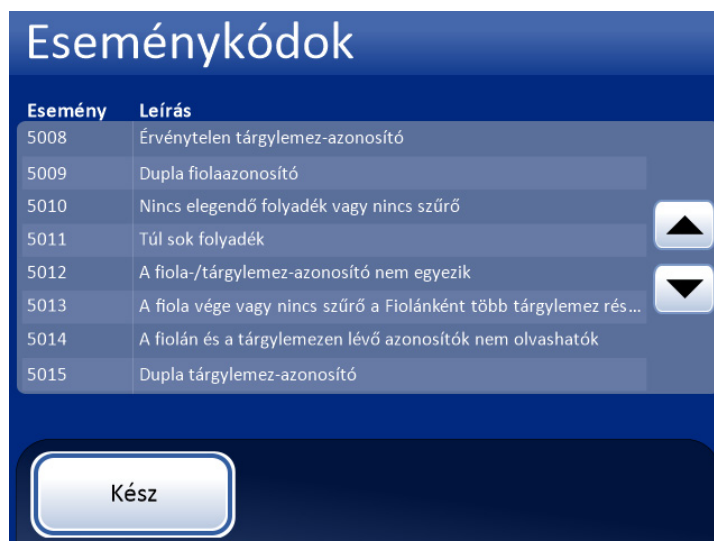 Eseménykódok
Esemény Leírás
5008 Érvénytelen tárgylemez-azonosító
5009 Dupla fiolaazonosító
5010 Nincs elegendő folyadék vagy nincs szűrő
5011 Túl sok folyadék
5012 A fiola-/tárgylemez-azonosító nem egyezik
5013 A fiola vége vagy nincs szűrő a Fiolánként több tárgylemez rés...
5014 A fiolán és a tárgylemezen lévő azonosítók nem olvashatók
5015 Dupla tárgylemez-azonosító
Kész